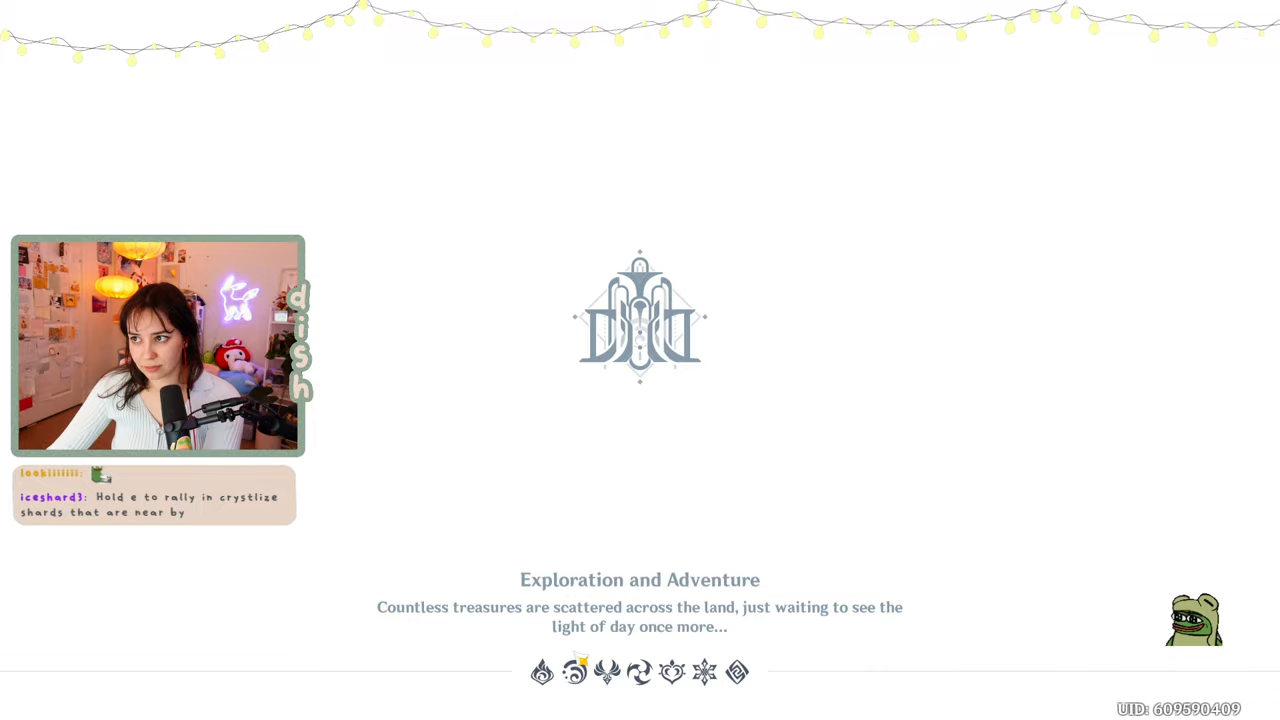 dish
lookiiiiiii:
iceshard3: Hold e to rally in crystlize
shards that are near by
Exploration and Adventure
Countless treasures are scattered across the land, just waiting to see the
light of day once more...
UID: 609590409